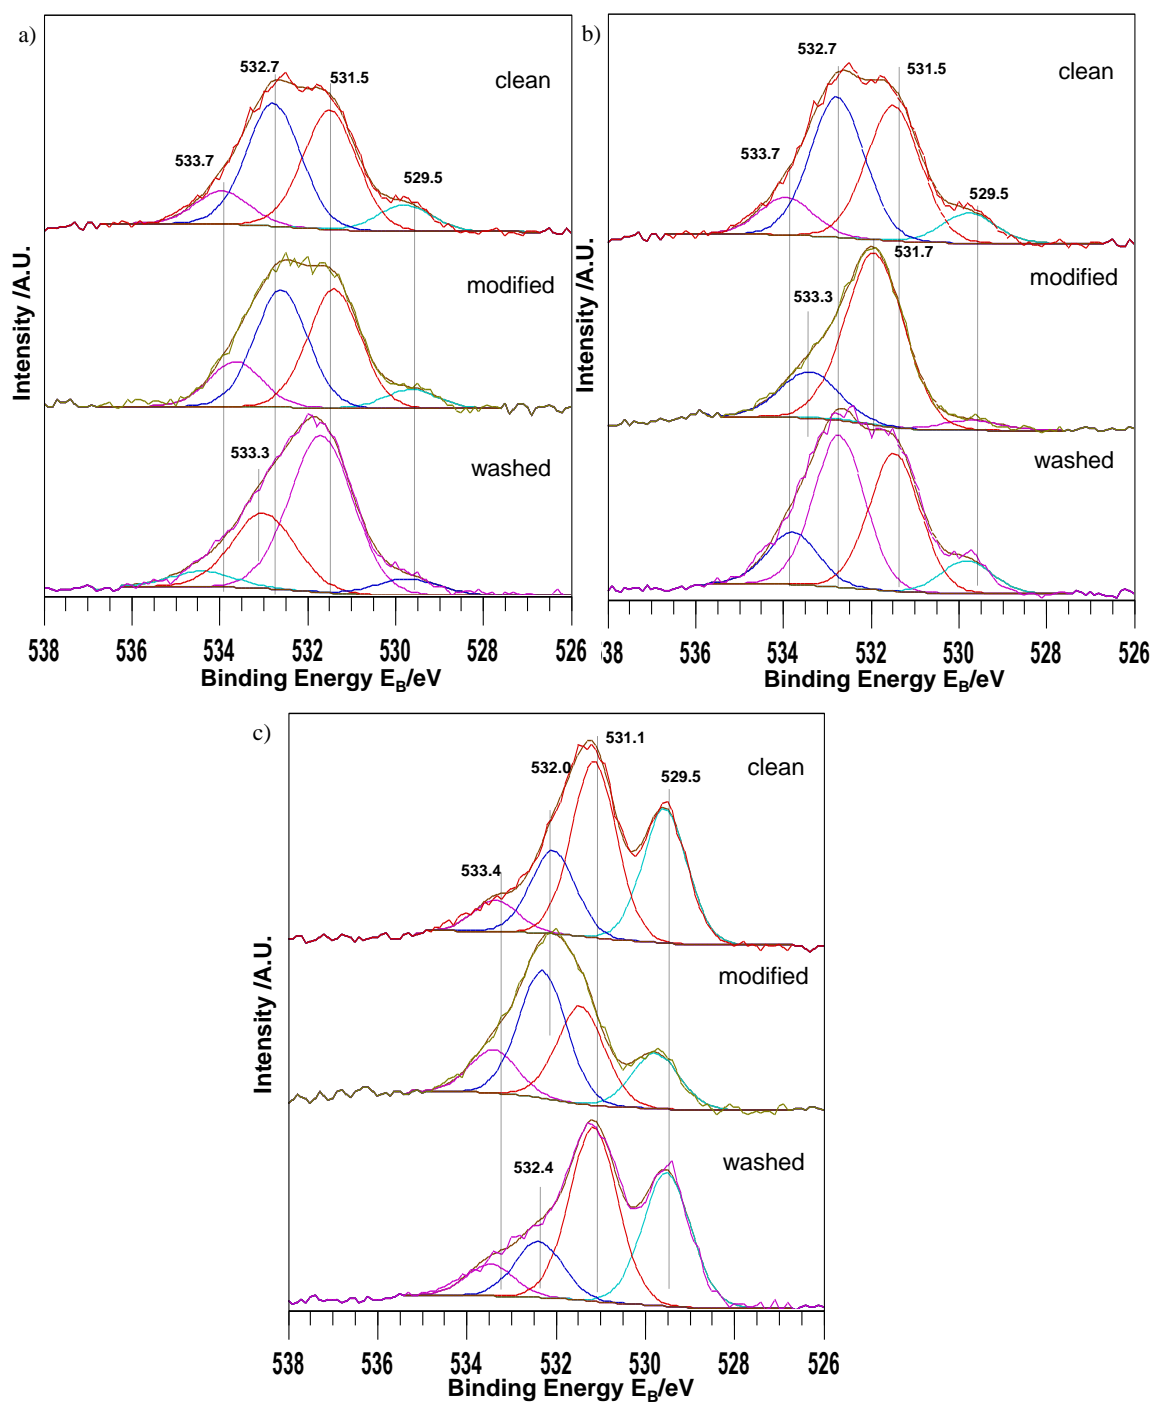 a)
532.7
531.5
clean
533.7
529.5
modified
533.3
washed
Intensity /A.U.
538 536 534 532 530 528 526
Binding Energy E_B/eV
b)
532.7
531.5
clean
533.7
529.5
531.7
modified
533.3
washed
Intensity /A.U.
538 536 534 532 530 528 526
Binding Energy E_B/eV
c)
531.1
532.0
clean
529.5
533.4
modified
532.4
washed
Intensity /A.U.
538 536 534 532 530 528 526
Binding Energy E_B/eV